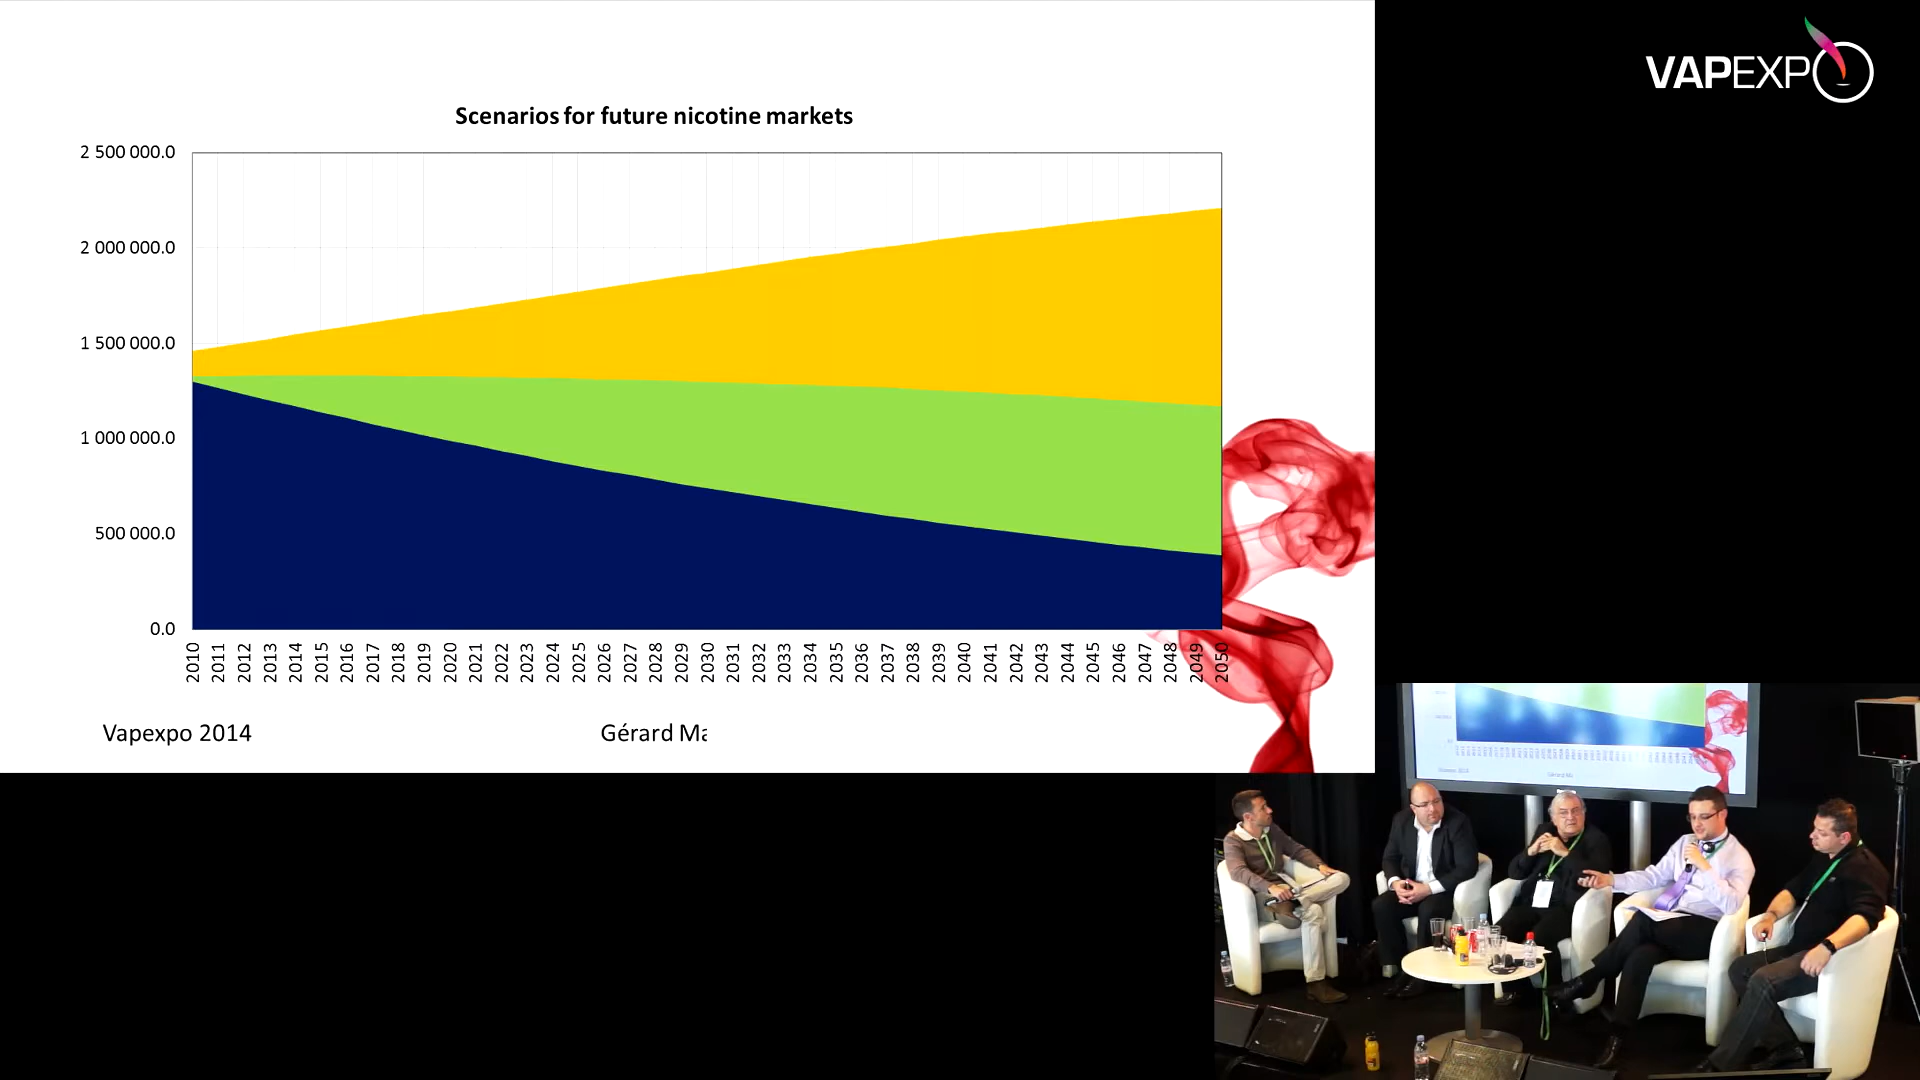 VAPEXPO
Scenarios for future nicotine markets
2 500 000.0
2 000 000.0
1 500 000.0
1 000 000.0
500 000.0
0.0
2010 2011 2012 2013 2014 2015 2016 2017 2018 2019 2020 2021 2022 2023 2024 2025 2026 2027 2028 2029 2030 2031 2032 2033 2034 2035 2036 2037 2038 2039 2040 2041 2042 2043 2044 2045 2046 2047 2048 2049 2050
Vapexpo 2014
Gérard Ma